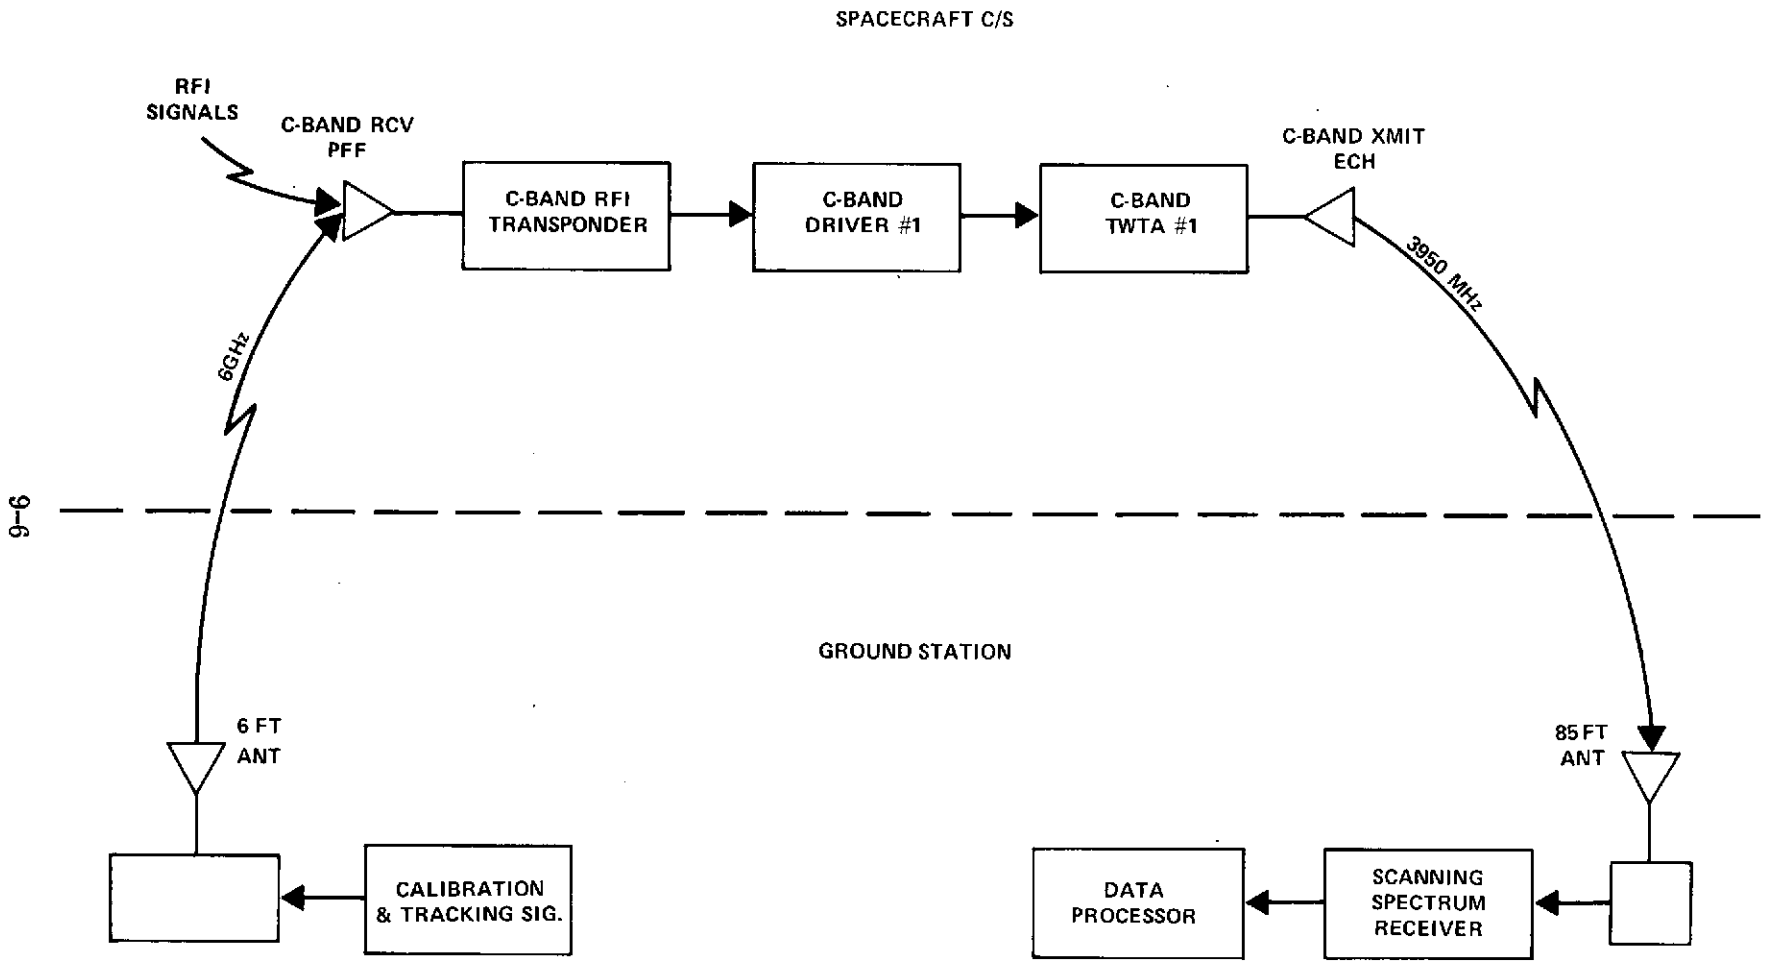 SPACECRAFT C/S
RFI
SIGNALS
C-BAND RCV
PFF
C-BAND RFI
TRANSPONDER
C-BAND
DRIVER #1
C-BAND
TWTA #1
C-BAND XMIT
ECH
6GHz
3950 MHz
9-6
GROUND STATION
6 FT
ANT
85 FT
ANT
CALIBRATION
& TRACKING SIG.
DATA
PROCESSOR
SCANNING
SPECTRUM
RECEIVER